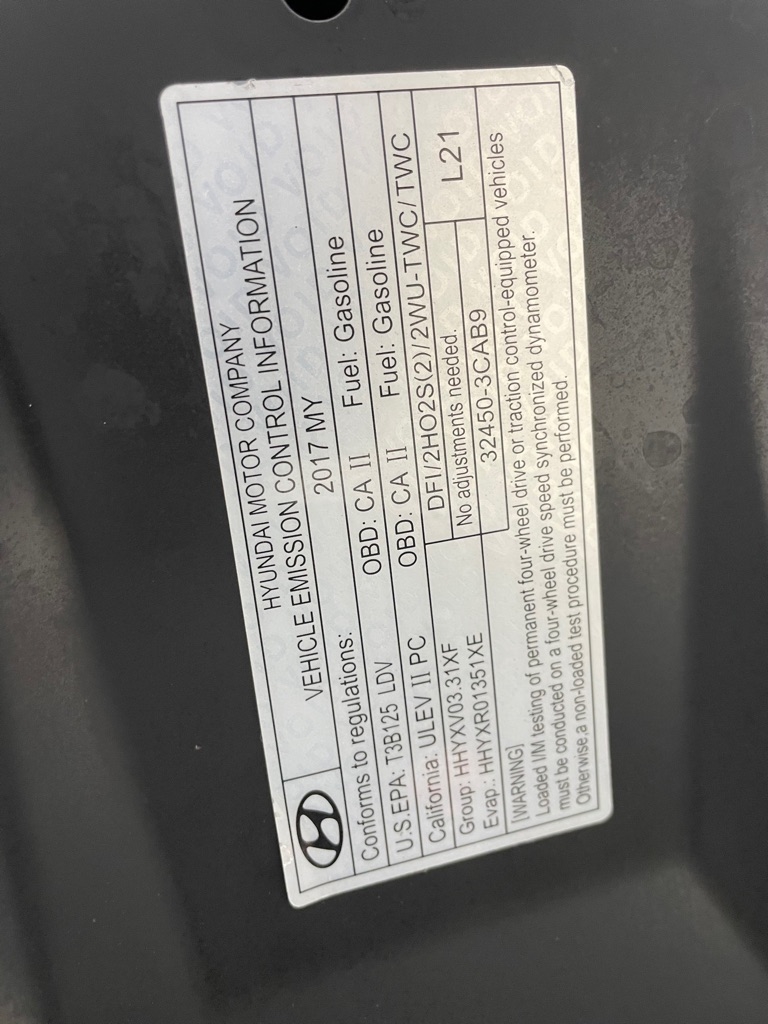 HYUNDAI MOTOR COMPANY
VEHICLE EMISSION CONTROL INFORMATION
2017 MY
Conforms to regulations: OBD: CA II Fuel: Gasoline
U.S.EPA: T3B125 LDV OBD: CA II Fuel: Gasoline
California: ULEV II PC DFI/2HO2S(2)/2WU-TWC/TWC
Group: HHYXV03.31XF No adjustments needed. L21
Evap.: HHYXR01351XE 32450-3CAB9
[WARNING]
Loaded I/M testing of permanent four-wheel drive or traction control-equipped vehicles
must be conducted on a four-wheel drive speed synchronized dynamometer.
Otherwise,a non-loaded test procedure must be performed.